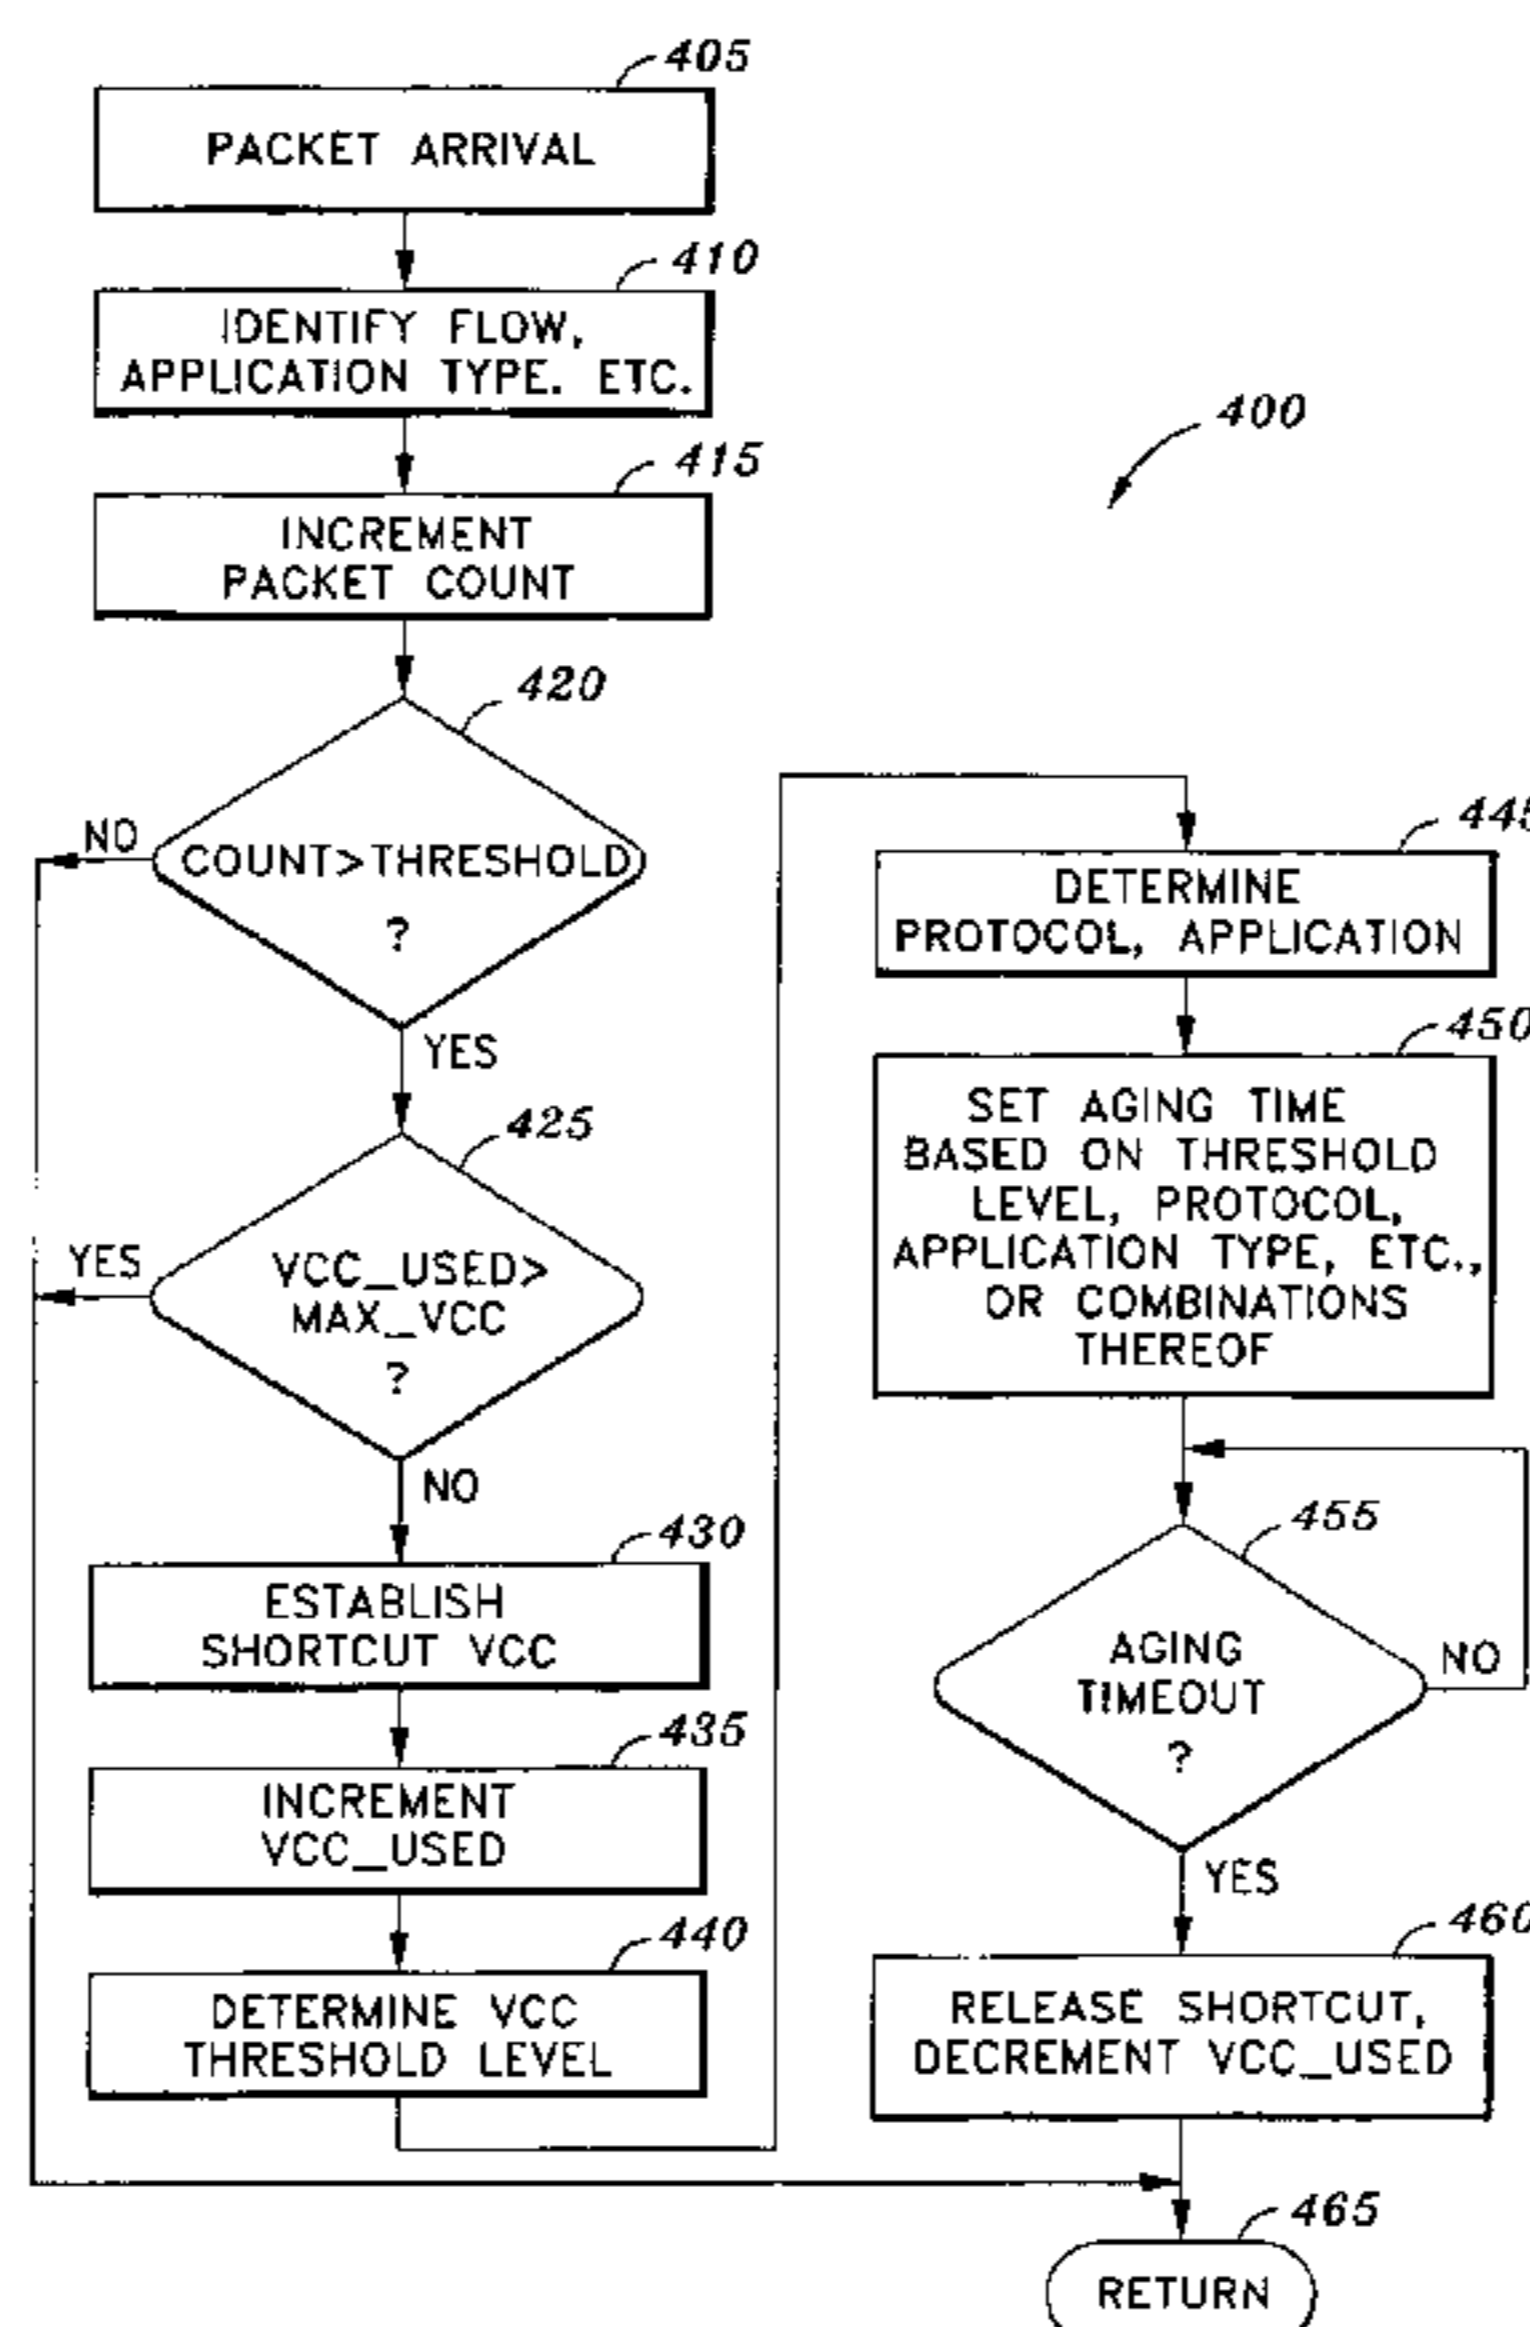 405
PACKET ARRIVAL
410
IDENTIFY FLOW,
APPLICATION TYPE. ETC.
415
INCREMENT
PACKET COUNT
420
COUNT>THRESHOLD
?
NO
YES
425
VCC_USED>
MAX_VCC
?
YES
NO
430
ESTABLISH
SHORTCUT VCC
435
INCREMENT
VCC_USED
440
DETERMINE VCC
THRESHOLD LEVEL
400
445
DETERMINE
PROTOCOL, APPLICATION
450
SET AGING TIME
BASED ON THRESHOLD
LEVEL, PROTOCOL,
APPLICATION TYPE, ETC.,
OR COMBINATIONS
THEREOF
455
AGING
TIMEOUT
?
NO
YES
460
RELEASE SHORTCUT,
DECREMENT VCC_USED
465
RETURN